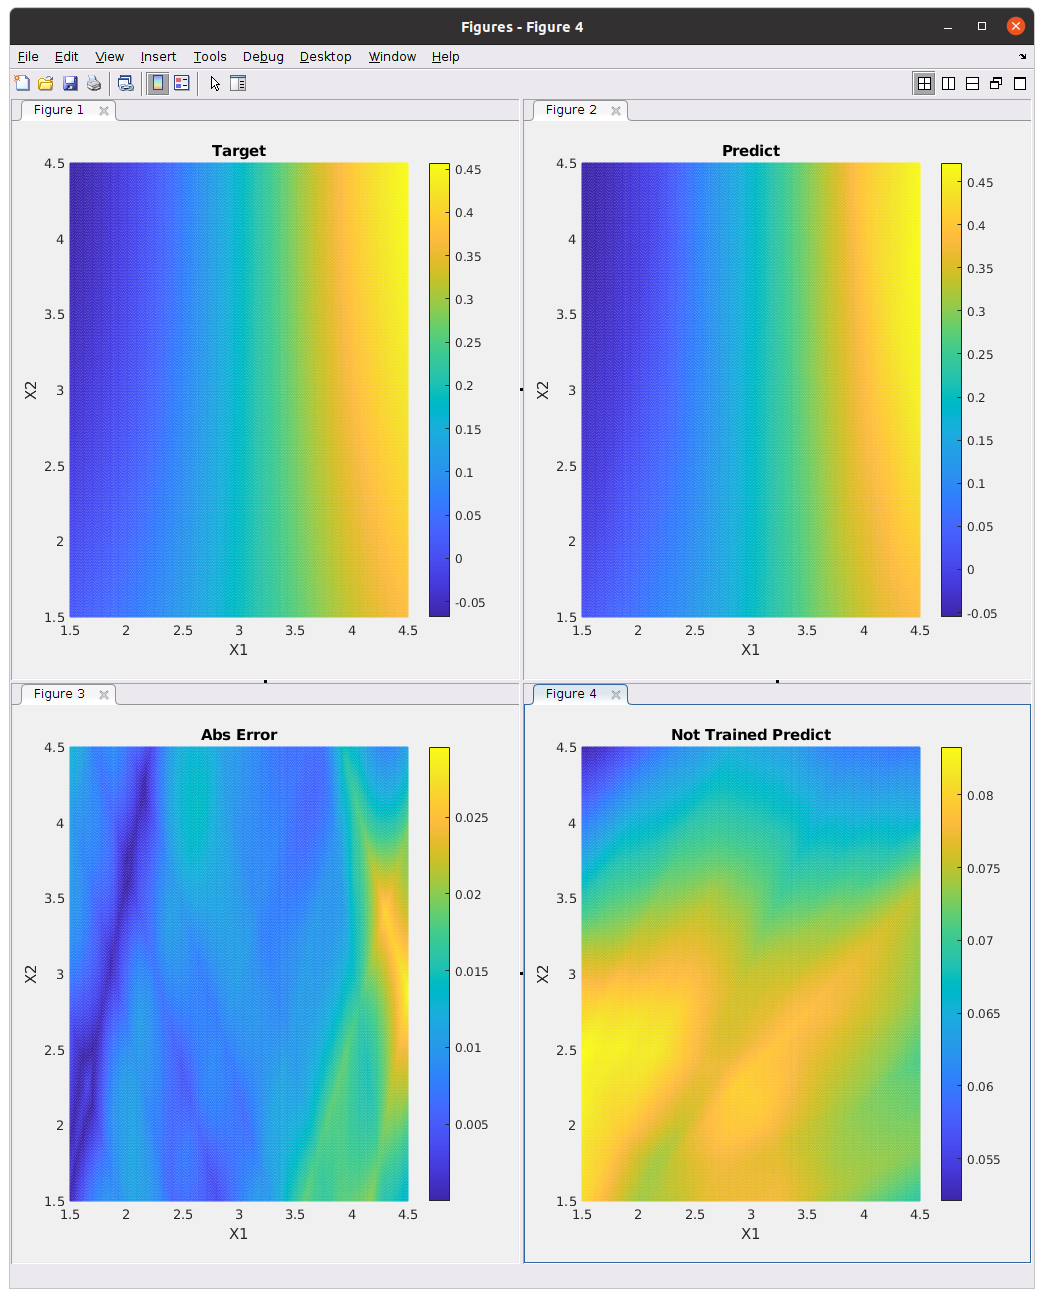 Figures - Figure 4
File Edit View Insert Tools Debug Desktop Window Help
Figure 1
Target
4.5
4
3.5
3
2.5
2
1.5
X2
1.5 2 2.5 3 3.5 4 4.5
X1
0.45
0.4
0.35
0.3
0.25
0.2
0.15
0.1
0.05
0
-0.05
Figure 2
Predict
4.5
4
3.5
3
2.5
2
1.5
X2
1.5 2 2.5 3 3.5 4 4.5
X1
0.45
0.4
0.35
0.3
0.25
0.2
0.15
0.1
0.05
0
-0.05
Figure 3
Abs Error
4.5
4
3.5
3
2.5
2
1.5
X2
1.5 2 2.5 3 3.5 4 4.5
X1
0.025
0.02
0.015
0.01
0.005
Figure 4
Not Trained Predict
4.5
4
3.5
3
2.5
2
1.5
X2
1.5 2 2.5 3 3.5 4 4.5
X1
0.08
0.075
0.07
0.065
0.06
0.055